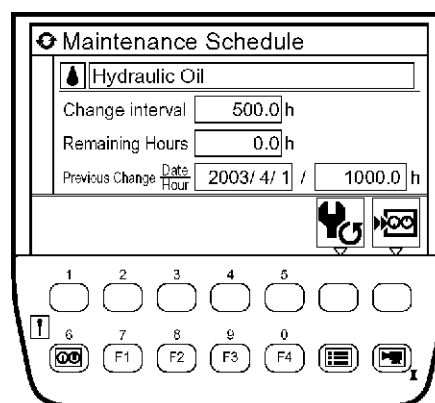 Maintenance Schedule
Hydraulic Oil
Change interval 500.0 h
Remaining Hours 0.0 h
Previous Change Date/Hour 2003/ 4/ 1 / 1000.0 h
1 2 3 4 5
6 7 8 9 0
F1 F2 F3 F4